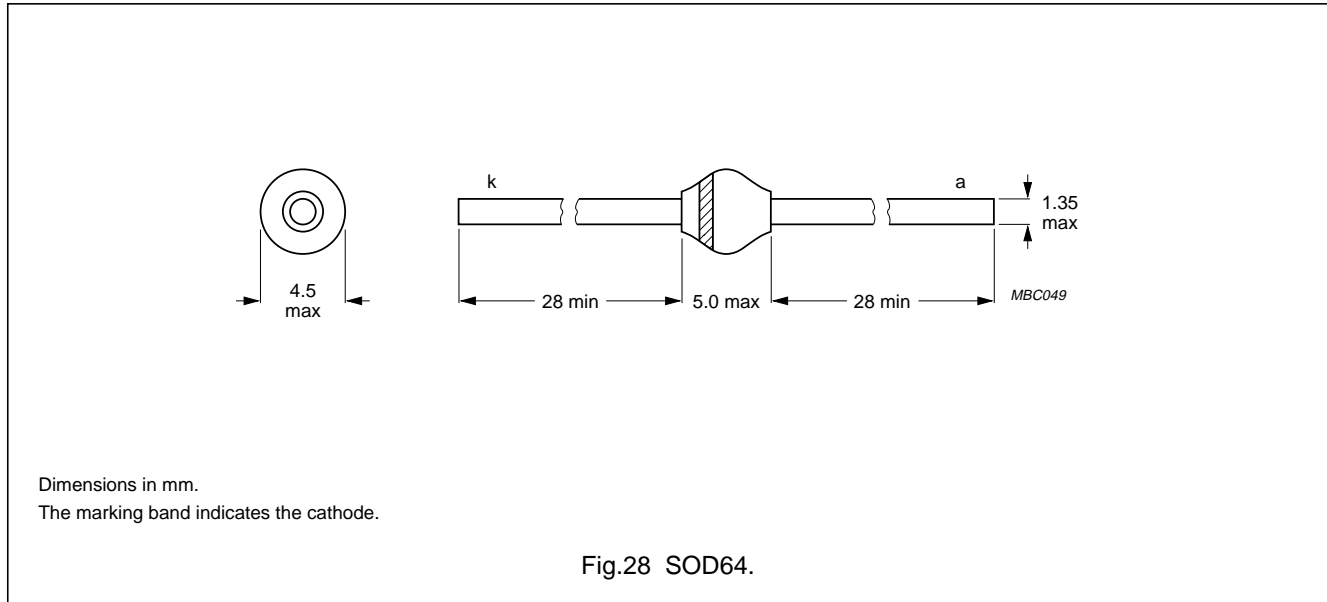 k
a
1.35
max
4.5
max
28 min
5.0 max
28 min
MBC049
Dimensions in mm.
The marking band indicates the cathode.
Fig.28 SOD64.